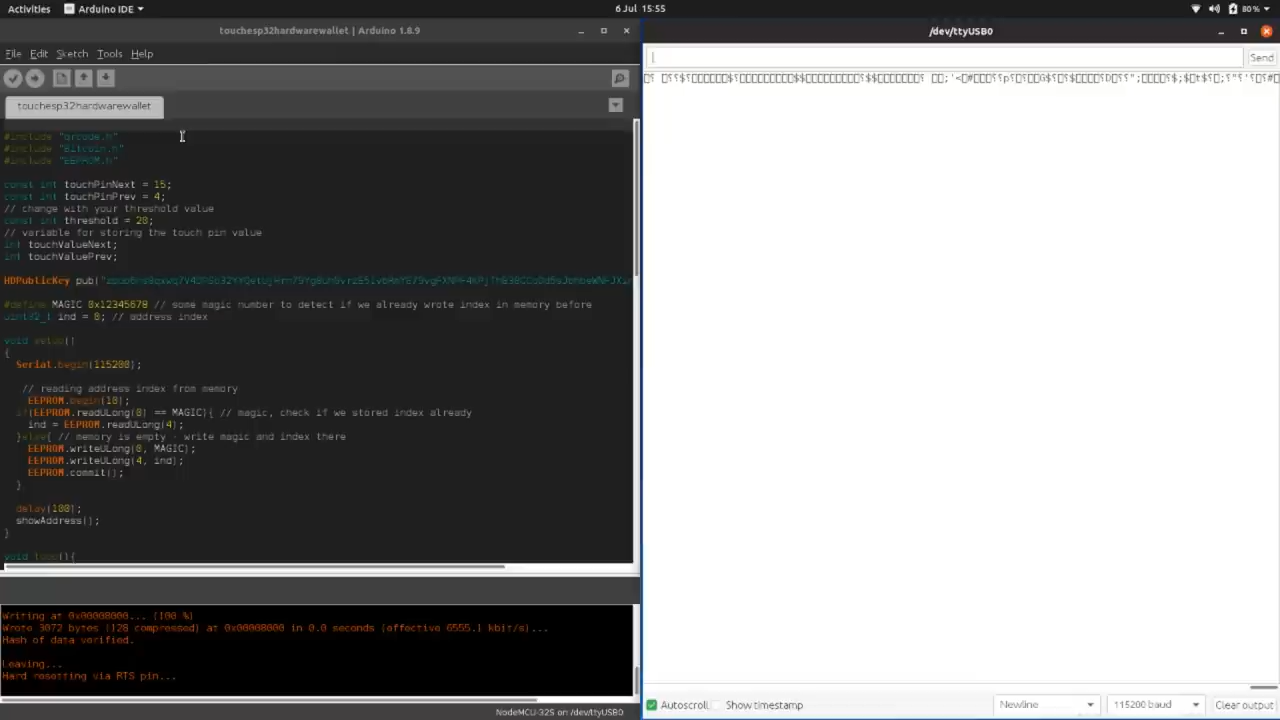 Activities
Arduino IDE
6 Jul 15:55
80%
touchesp32hardwarewallet | Arduino 1.8.9
/dev/ttyUSB0
File Edit Sketch Tools Help
Send
touchesp32hardwarewallet
#include "qrcode.h"
#include "Bitcoin.h"
#include "EEPROM.h"
const int touchPinNext = 15;
const int touchPinPrev = 4;
// change with your threshold value
const int threshold = 20;
// variable for storing the touch pin value
int touchValueNext;
int touchValuePrev;
HDPublicKey pub("
#define MAGIC 0x12345678 // some magic number to detect if we already wrote index in memory before
uint32_t ind = 0; // address index
void setup()
{
Serial.begin(115200);
// reading address index from memory
EEPROM.begin(10);
if(EEPROM.readULong(0) == MAGIC){ // magic, check if we stored index already
ind = EEPROM.readULong(4);
}else{ // memory is empty - write magic and index there
EEPROM.writeULong(0, MAGIC);
EEPROM.writeULong(4, ind);
EEPROM.commit();
}
delay(100);
showAddress();
}
void loop(){
Writing at 0x00008000... (100 %)
Wrote 3072 bytes (128 compressed) at 0x00008000 in 0.0 seconds (effective 6555.1 kbit/s)...
Hash of data verified.
Leaving...
Hard resetting via RTS pin...
Autoscroll
Show timestamp
Newline
115200 baud
Clear output
NodeMCU-32S on /dev/ttyUSB0